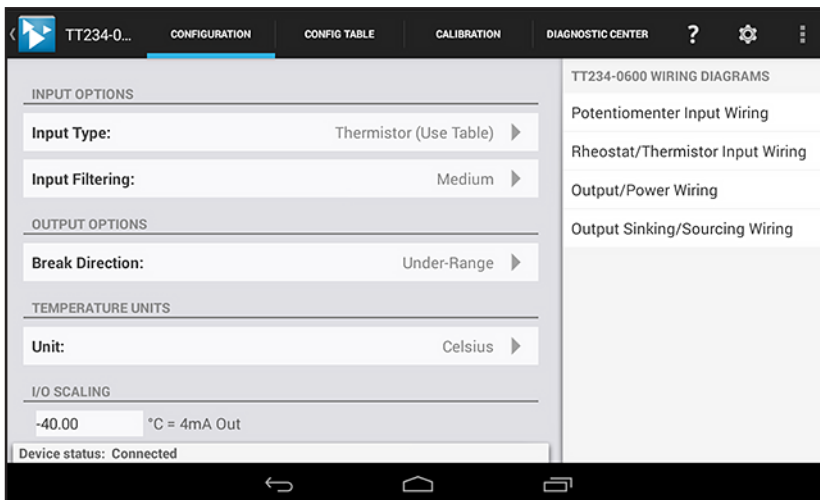 TT234-0...
CONFIGURATION
CONFIG TABLE
CALIBRATION
DIAGNOSTIC CENTER
?
INPUT OPTIONS
Input Type: Thermistor (Use Table)
Input Filtering: Medium
OUTPUT OPTIONS
Break Direction: Under-Range
TEMPERATURE UNITS
Unit: Celsius
I/O SCALING
-40.00 °C = 4mA Out
Device status: Connected
TT234-0600 WIRING DIAGRAMS
Potentiomenter Input Wiring
Rheostat/Thermistor Input Wiring
Output/Power Wiring
Output Sinking/Sourcing Wiring